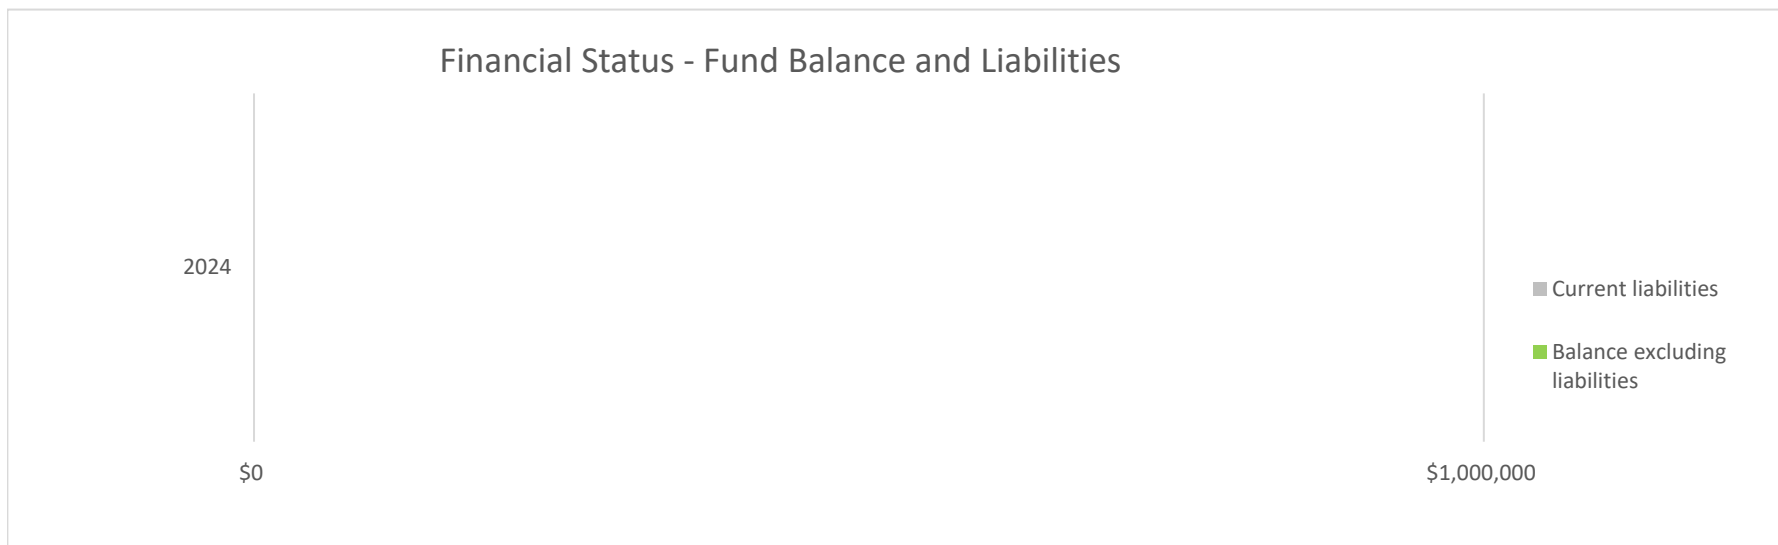 Financial Status - Fund Balance and Liabilities
2024
Current liabilities
Balance excluding
liabilities
$0
$1,000,000